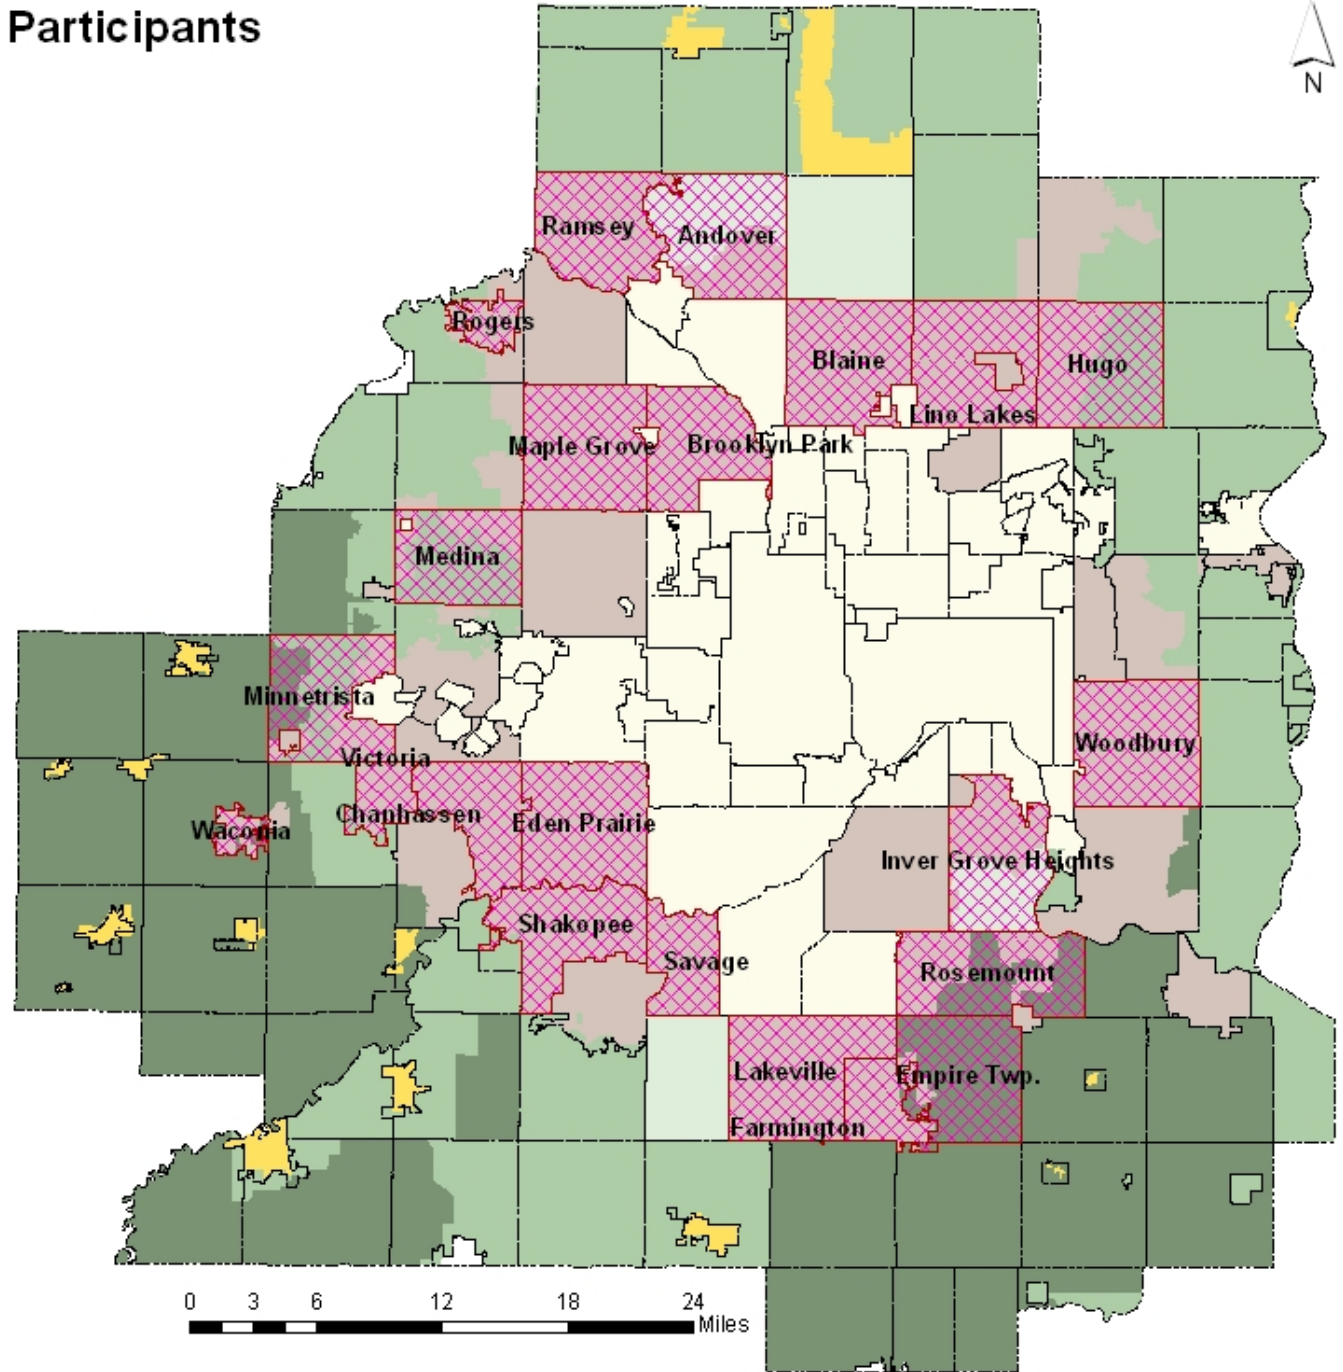 Participants
N
Ramsey
Andover
Rogers
Blaine
Hugo
Lino Lakes
Maple Grove
Brooklyn Park
Medina
Minnetrista
Woodbury
Victoria
Chanhassen
Eden Prairie
Waconia
Inver Grove Heights
Shakopee
Savage
Rosemount
Lakeville
Empire Twp.
Farmington
0 3 6 12 18 24
Miles